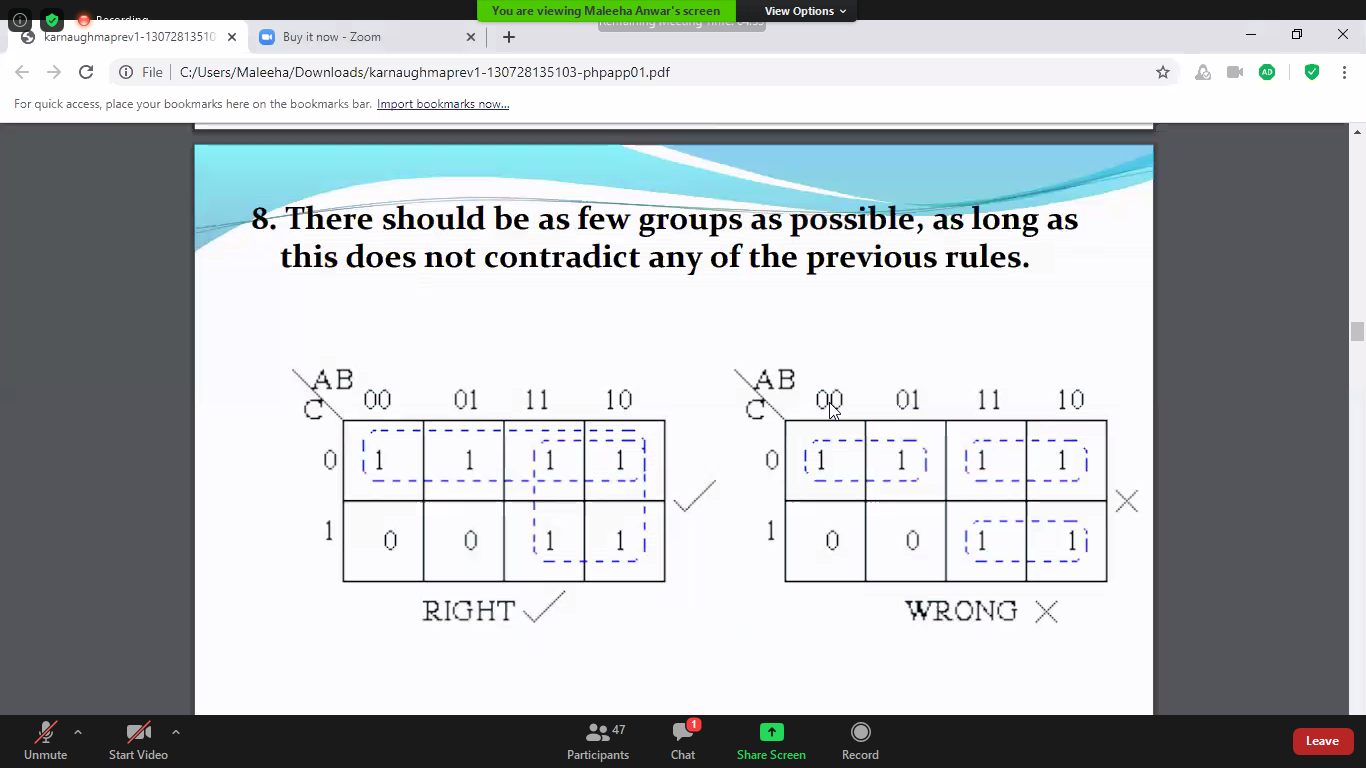 You are viewing Maleeha Anwar's screen
View Options
Recording
Remaining Meeting Time:
karnaughmaprev1-1307281351
Buy it now - Zoom
File
C:/Users/Maleeha/Downloads/karnaughmaprev1-130728135103-phpapp01.pdf
AD
For quick access, place your bookmarks here on the bookmarks bar. Import bookmarks now...
8. There should be as few groups as possible, as long as
this does not contradict any of the previous rules.
AB
C
00 01 11 10
0 1 1 1 1
1 0 0 1 1
RIGHT
AB
C
00 01 11 10
0 1 1 1 1
1 0 0 1 1
WRONG
Unmute
Start Video
47
Participants
1
Chat
Share Screen
Record
Leave